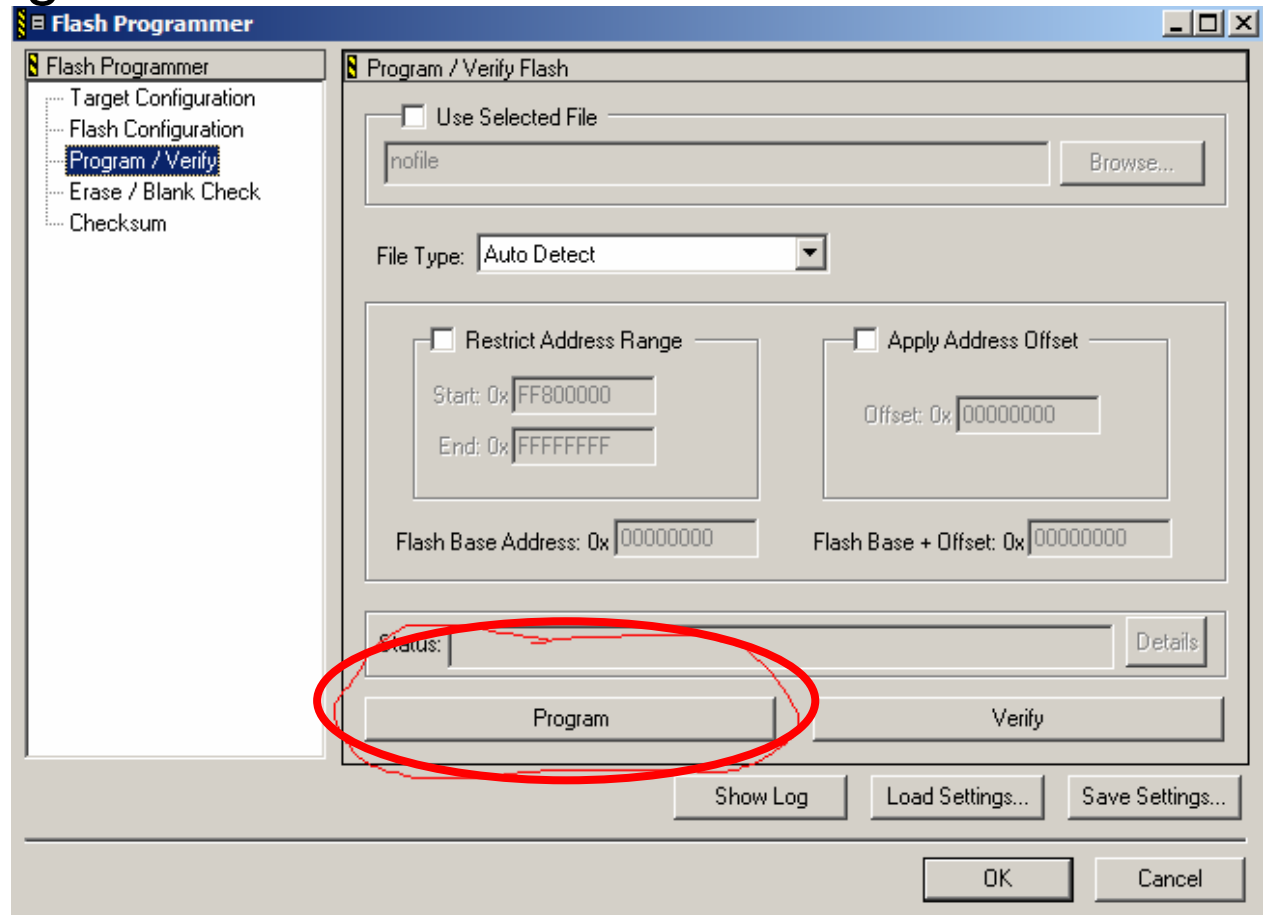 Flash Programmer
Flash Programmer
Target Configuration
Flash Configuration
Program / Verify
Erase / Blank Check
Checksum
Program / Verify Flash
Use Selected File
nofile
Browse...
File Type: Auto Detect
Restrict Address Range
Start: 0x FF800000
End: 0x FFFFFFFF
Apply Address Offset
Offset: 0x 00000000
Flash Base Address: 0x 00000000
Flash Base + Offset: 0x 00000000
Status:
Details
Program
Verify
Show Log
Load Settings...
Save Settings...
OK
Cancel